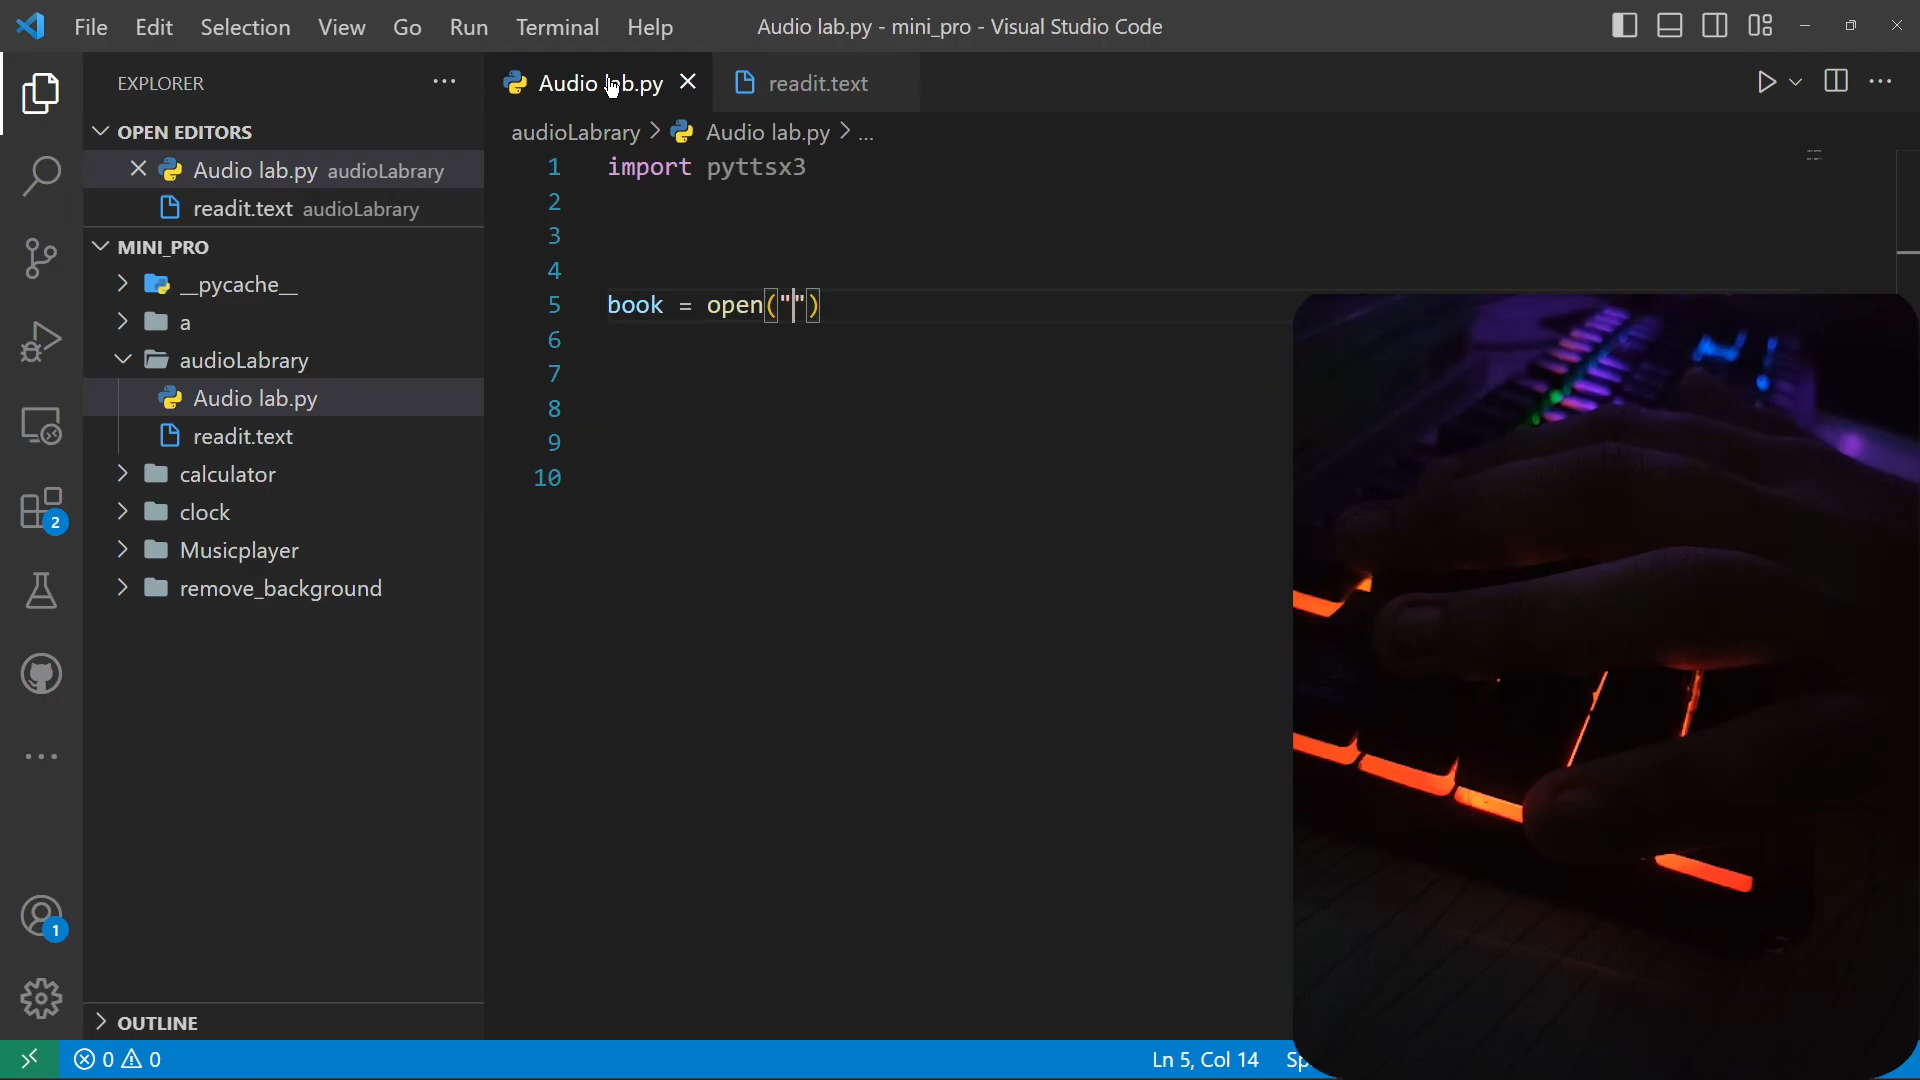 File Edit Selection View Go Run Terminal Help Audio lab.py - mini_pro - Visual Studio Code
EXPLORER
Audio lab.py
readit.text
OPEN EDITORS
audioLabrary > Audio lab.py > ...
Audio lab.py audioLabrary
readit.text audioLabrary
MINI_PRO
__pycache__
a
audioLabrary
Audio lab.py
readit.text
calculator
clock
Musicplayer
remove_background
OUTLINE
1 import pyttsx3
2
3
4
5 book = open("")
6
7
8
9
10
2
1
0 0
Ln 5, Col 14